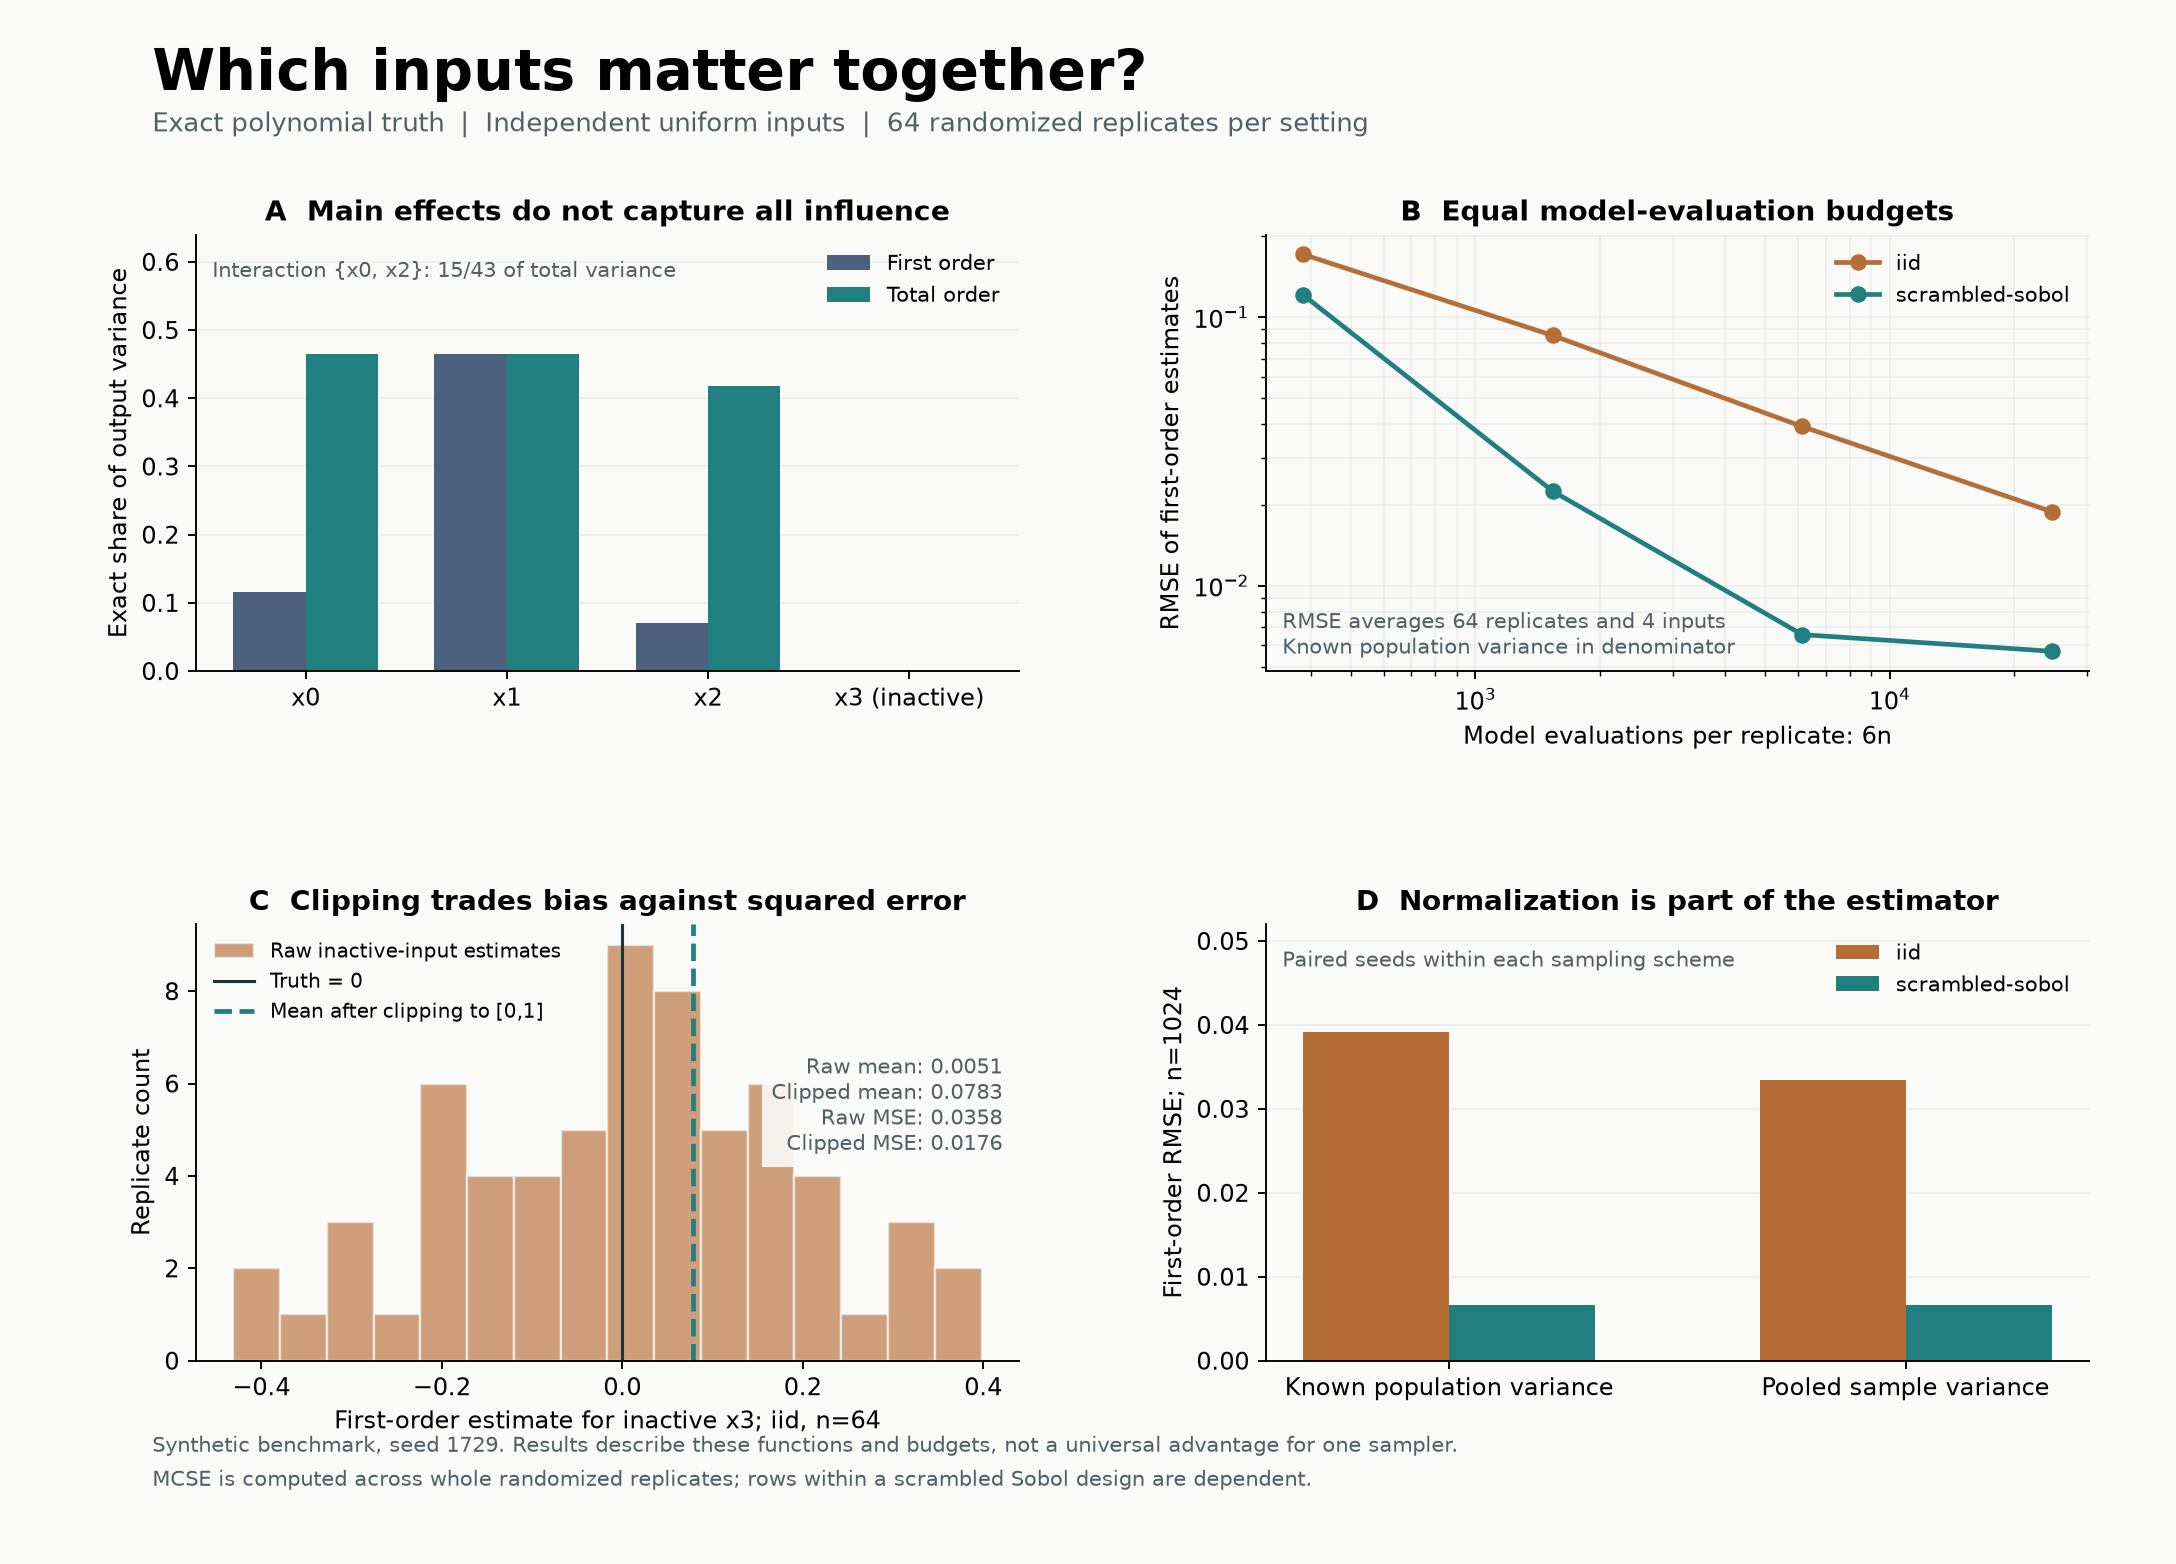 Which inputs matter together?
Exact polynomial truth | Independent uniform inputs | 64 randomized replicates per setting
A Main effects do not capture all influence
Exact share of output variance
0.6
0.5
0.4
0.3
0.2
0.1
0.0
Interaction {x0, x2}: 15/43 of total variance
First order
Total order
x0 x1 x2 x3 (inactive)
B Equal model-evaluation budgets
RMSE of first-order estimates
10⁻¹
10⁻²
iid
scrambled-sobol
RMSE averages 64 replicates and 4 inputs
Known population variance in denominator
10³ 10⁴
Model evaluations per replicate: 6n
C Clipping trades bias against squared error
Replicate count
8
6
4
2
0
Raw inactive-input estimates
Truth = 0
Mean after clipping to [0,1]
Raw mean: 0.0051
Clipped mean: 0.0783
Raw MSE: 0.0358
Clipped MSE: 0.0176
−0.4 −0.2 0.0 0.2 0.4
First-order estimate for inactive x3; iid, n=64
D Normalization is part of the estimator
First-order RMSE; n=1024
0.05
0.04
0.03
0.02
0.01
0.00
Paired seeds within each sampling scheme
iid
scrambled-sobol
Known population variance Pooled sample variance
Synthetic benchmark, seed 1729. Results describe these functions and budgets, not a universal advantage for one sampler.
MCSE is computed across whole randomized replicates; rows within a scrambled Sobol design are dependent.